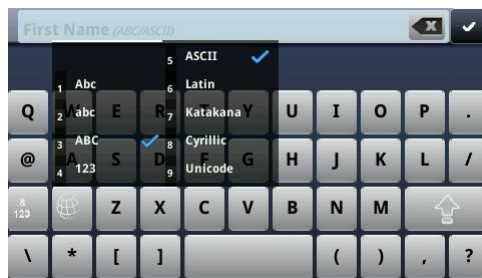 First Name (ABC/ASCII)
1 Abc
2 abc
3 ABC
4 123
5 ASCII
6 Latin
7 Katakana
8 Cyrillic
9 Unicode
Q W E R T Y U I O P .
@ A S D F G H J K L /
.&
123
Z X C V B N M
\ * [ ] ( ) , ?